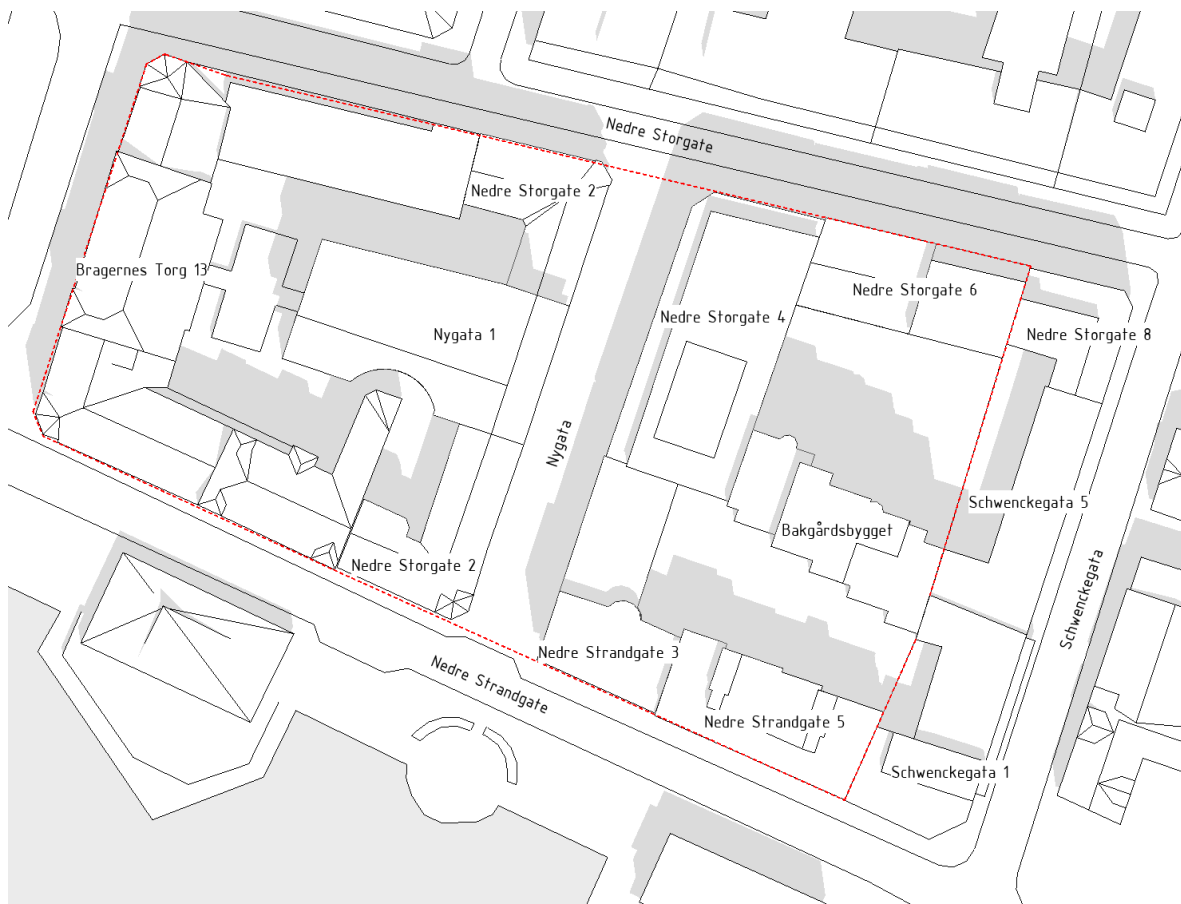 Nedre Storgate
Nedre Storgate 2
Bragernes Torg 13
Nedre Storgate 6
Nedre Storgate 4
Nygata 1
Nedre Storgate 8
Nygata
Schwenckegata 5
Bakgårdsbygget
Nedre Storgate 2
Schwenckegata
Nedre Strandgate 3
Nedre Strandgate
Nedre Strandgate 5
Schwenckegata 1